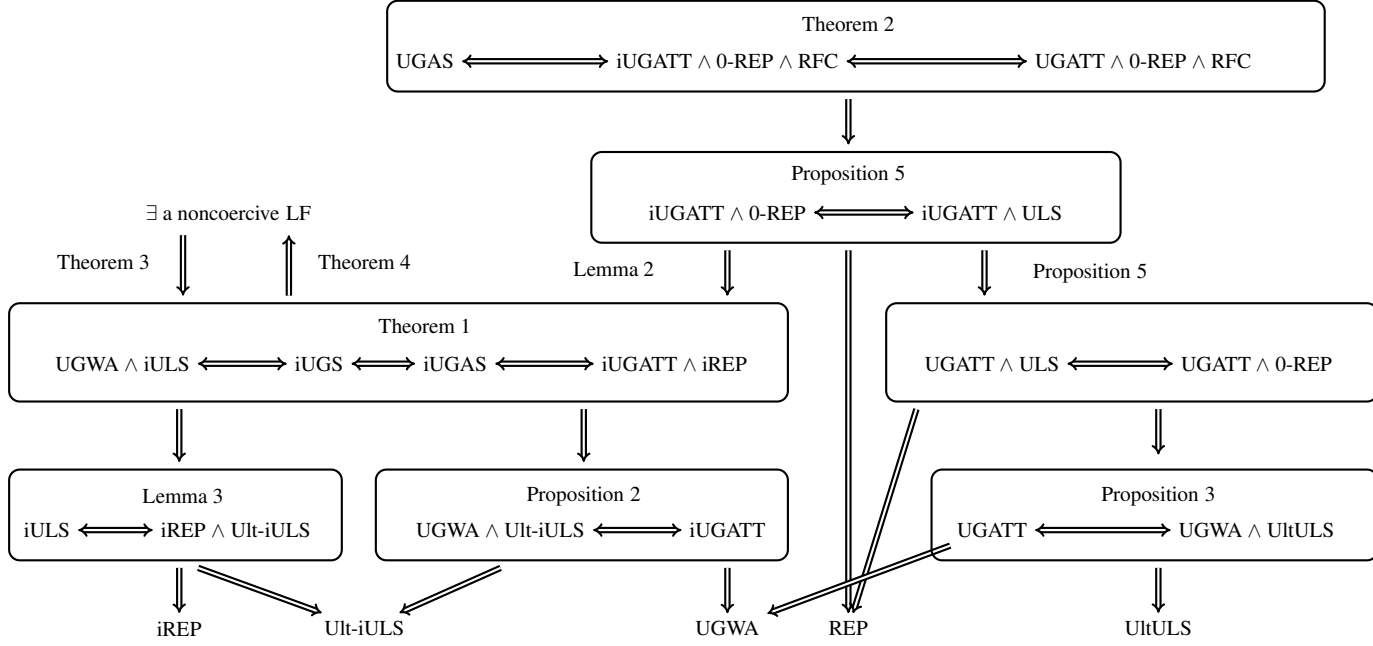 Theorem 2
UGAS iUGATT ∧ 0-REP ∧ RFC UGATT ∧ 0-REP ∧ RFC
Proposition 5
iUGATT ∧ 0-REP iUGATT ∧ ULS
∃ a noncoercive LF
Theorem 3 Theorem 4 Lemma 2 Proposition 5
Theorem 1
UGWA ∧ iULS iUGS iUGAS iUGATT ∧ iREP
UGATT ∧ ULS UGATT ∧ 0-REP
Lemma 3
iULS iREP ∧ Ult-iULS
Proposition 2
UGWA ∧ Ult-iULS iUGATT
Proposition 3
UGATT UGWA ∧ UltULS
iREP Ult-iULS UGWA REP UltULS